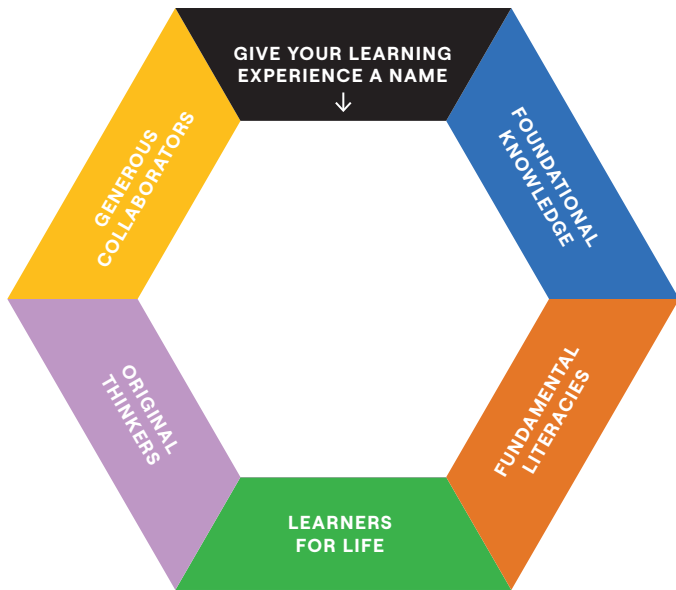 GIVE YOUR LEARNING
EXPERIENCE A NAME
↓
FOUNDATIONAL
KNOWLEDGE
FUNDAMENTAL
LITERACIES
LEARNERS
FOR LIFE
ORIGINAL
THINKERS
GENEROUS
COLLABORATORS